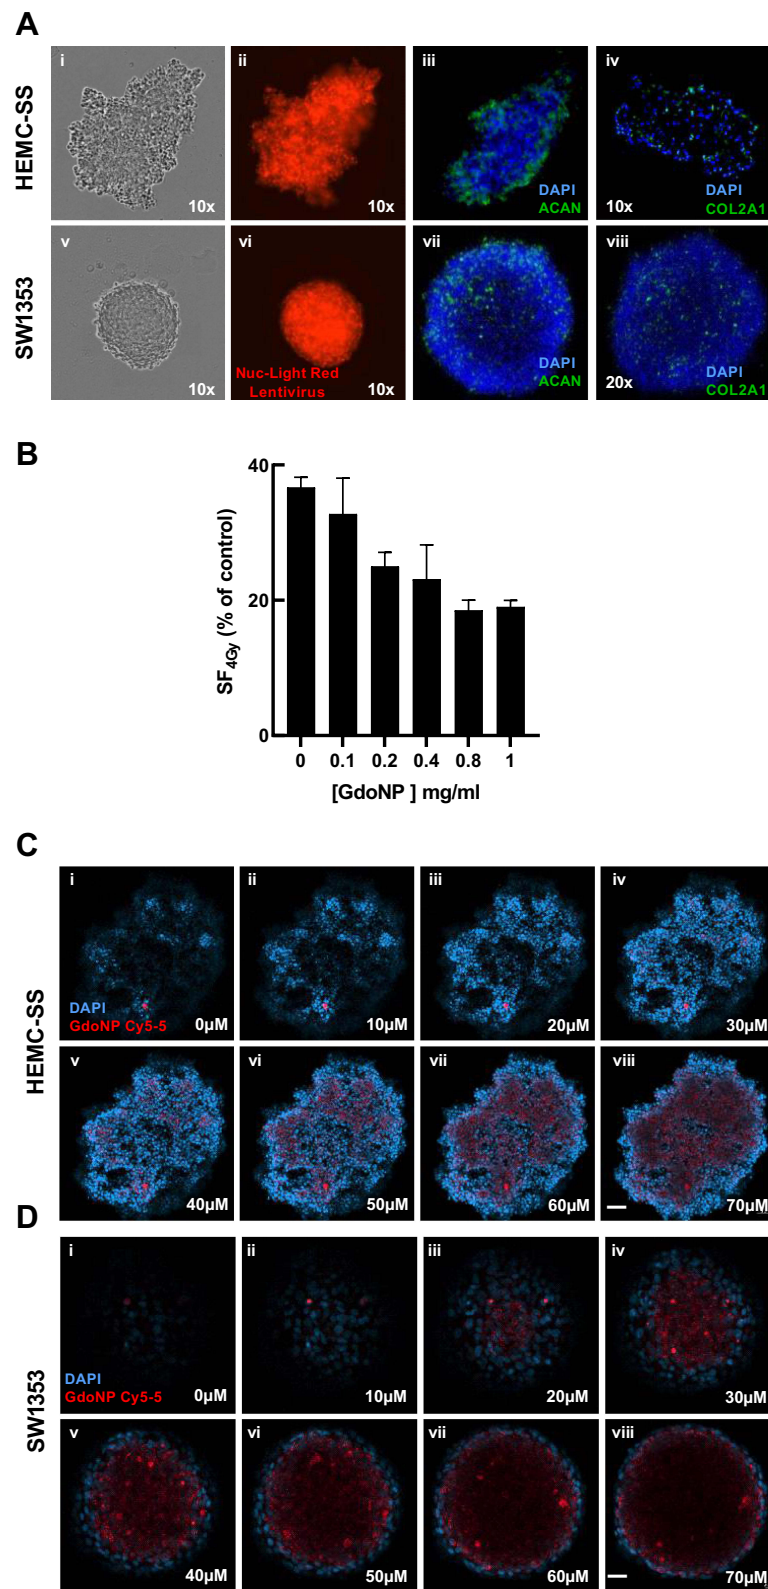 A
HEMC-SS
i
10x
ii
10x
iii
DAPI
ACAN
iv
10x
DAPI
COL2A1
SW1353
v
10x
vi
Nuc-Light Red
Lentivirus
10x
vii
DAPI
ACAN
viii
20x
DAPI
COL2A1
B
SF4Gy (% of control)
40
20
0
0 0.1 0.2 0.4 0.8 1
[GdoNP ] mg/ml
C
HEMC-SS
i
DAPI
GdoNP Cy5-5
0µM
ii
10µM
iii
20µM
iv
30µM
v
40µM
vi
50µM
vii
60µM
viii
70µM
D
SW1353
i
DAPI
GdoNP Cy5-5
0µM
ii
10µM
iii
20µM
iv
30µM
v
40µM
vi
50µM
vii
60µM
viii
70µM